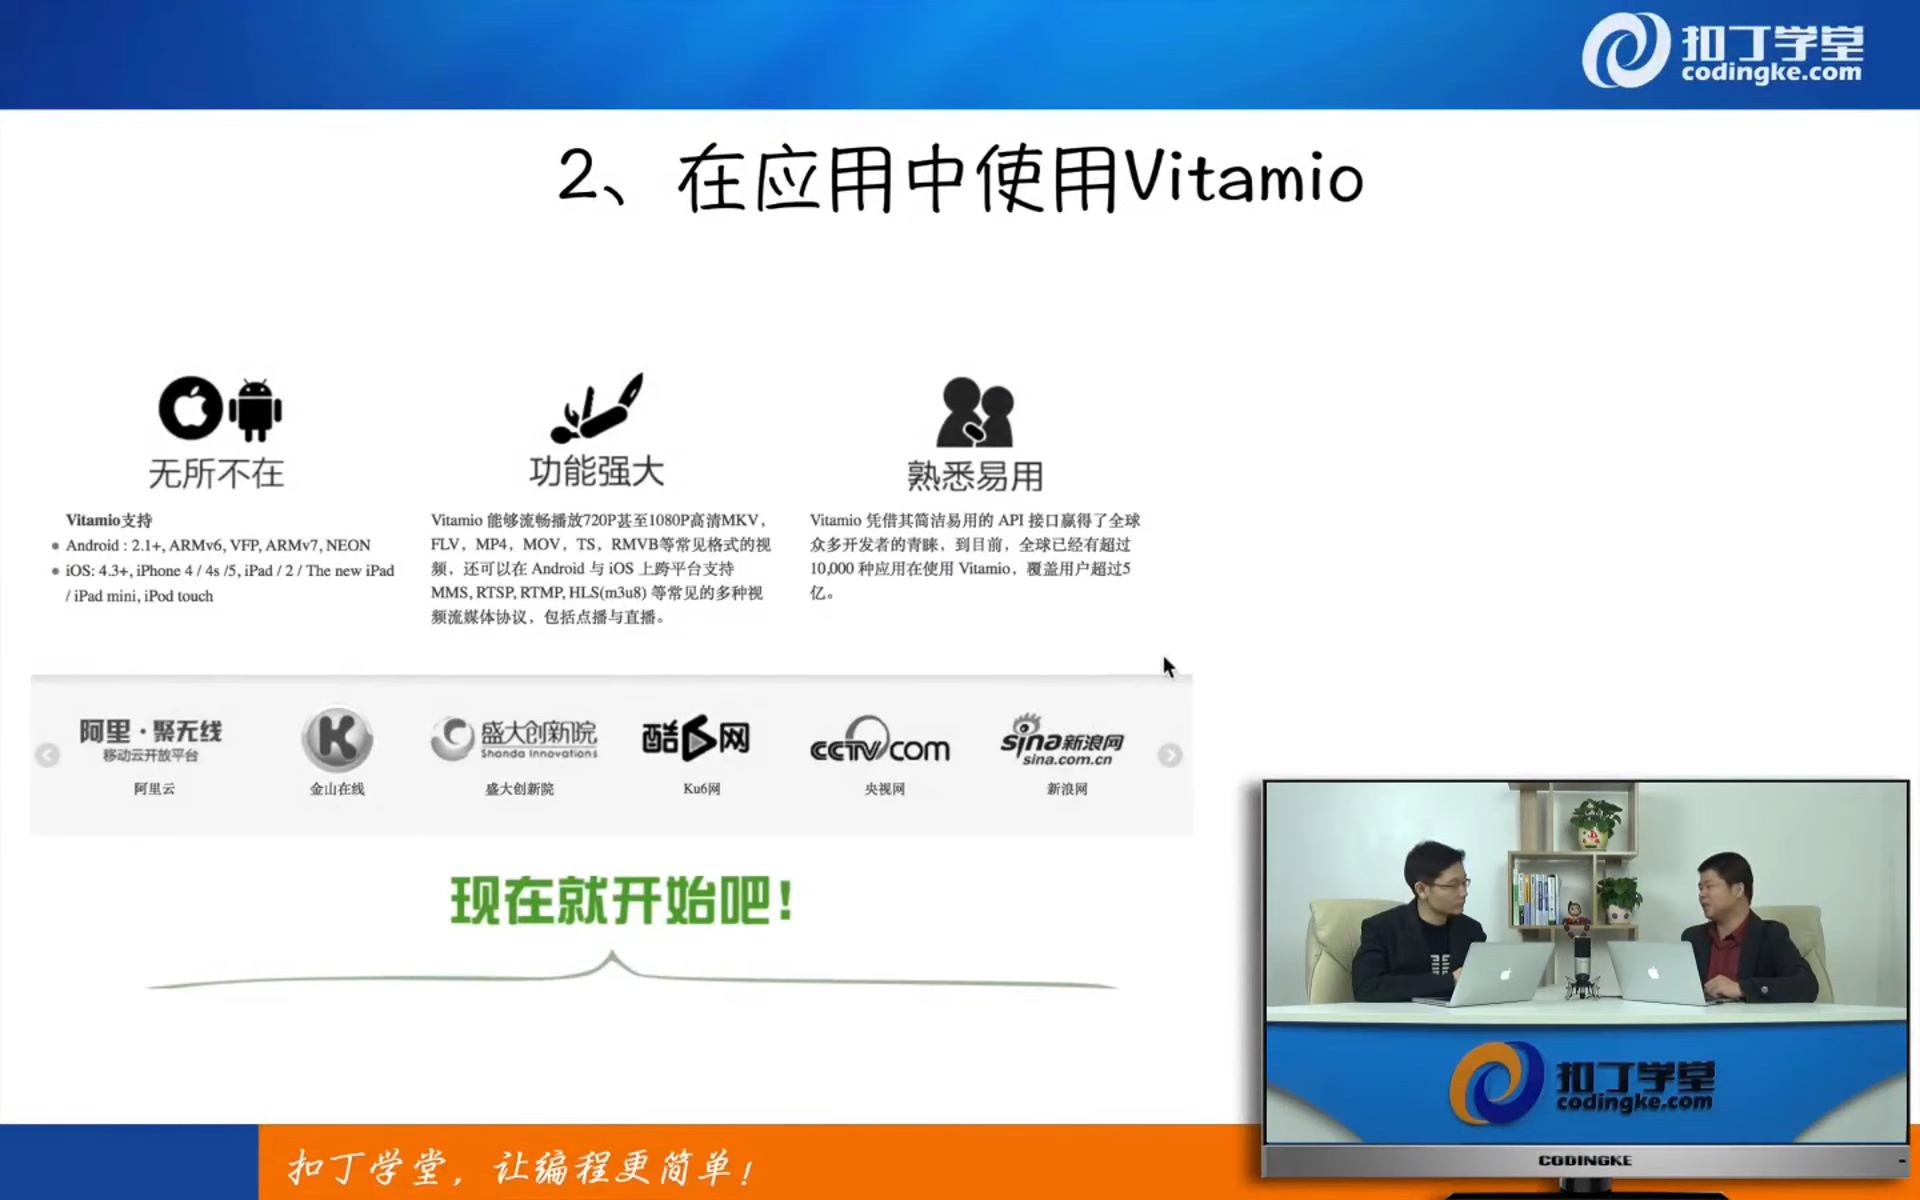 扣丁学堂
codingke.com
2、在应用中使用Vitamio
无所不在
Vitamio支持
Android : 2.1+, ARMv6, VFP, ARMv7, NEON
iOS: 4.3+, iPhone 4 / 4s /5, iPad / 2 / The new iPad
/ iPad mini, iPod touch
功能强大
Vitamio 能够流畅播放720P甚至1080P高清MKV，
FLV，MP4，MOV，TS，RMVB等常见格式的视
频，还可以在 Android 与 iOS 上跨平台支持
MMS, RTSP, RTMP, HLS(m3u8) 等常见的多种视
频流媒体协议，包括点播与直播。
熟悉易用
Vitamio 凭借其简洁易用的 API 接口赢得了全球
众多开发者的青睐，到目前，全球已经有超过
10,000 种应用在使用 Vitamio，覆盖用户超过5
亿。
阿里·聚无线
移动云开放平台
阿里云
K
金山在线
盛大创新院
Shanda Innovations
盛大创新院
酷6网
Ku6网
CCTV.com
央视网
sina新浪网
sina.com.cn
新浪网
现在就开始吧！
扣丁学堂
codingke.com
CODINGKE
扣丁学堂，让编程更简单！